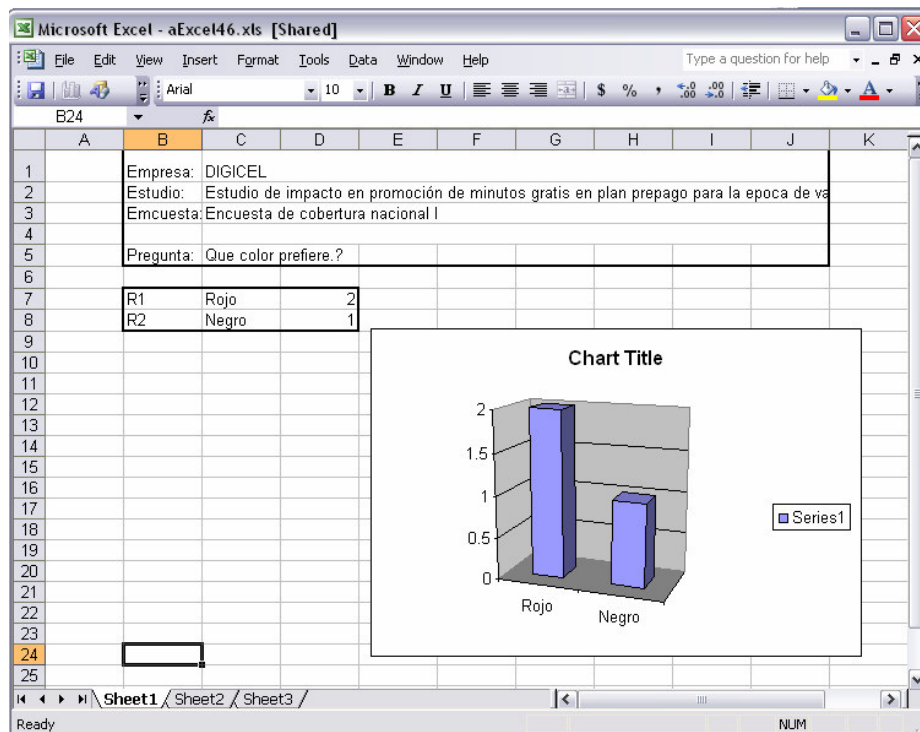 Microsoft Excel - aExcel46.xls [Shared]
File Edit View Insert Format Tools Data Window Help Type a question for help
Arial 10 B I U $ % , .00 .00 A
B24 fx
A B C D E F G H I J K
1 Empresa: DIGICEL
2 Estudio: Estudio de impacto en promoción de minutos gratis en plan prepago para la epoca de va
3 Emcuesta: Encuesta de cobertura nacional I
4
5 Pregunta: Que color prefiere.?
6
7 R1 Rojo 2
8 R2 Negro 1
9
10
11
12
13
14
15
16
17
18
19
20
21
22
23
24
25
Chart Title
2
1.5
1
0.5
0
Rojo
Negro
Series1
Sheet1 Sheet2 Sheet3
Ready NUM